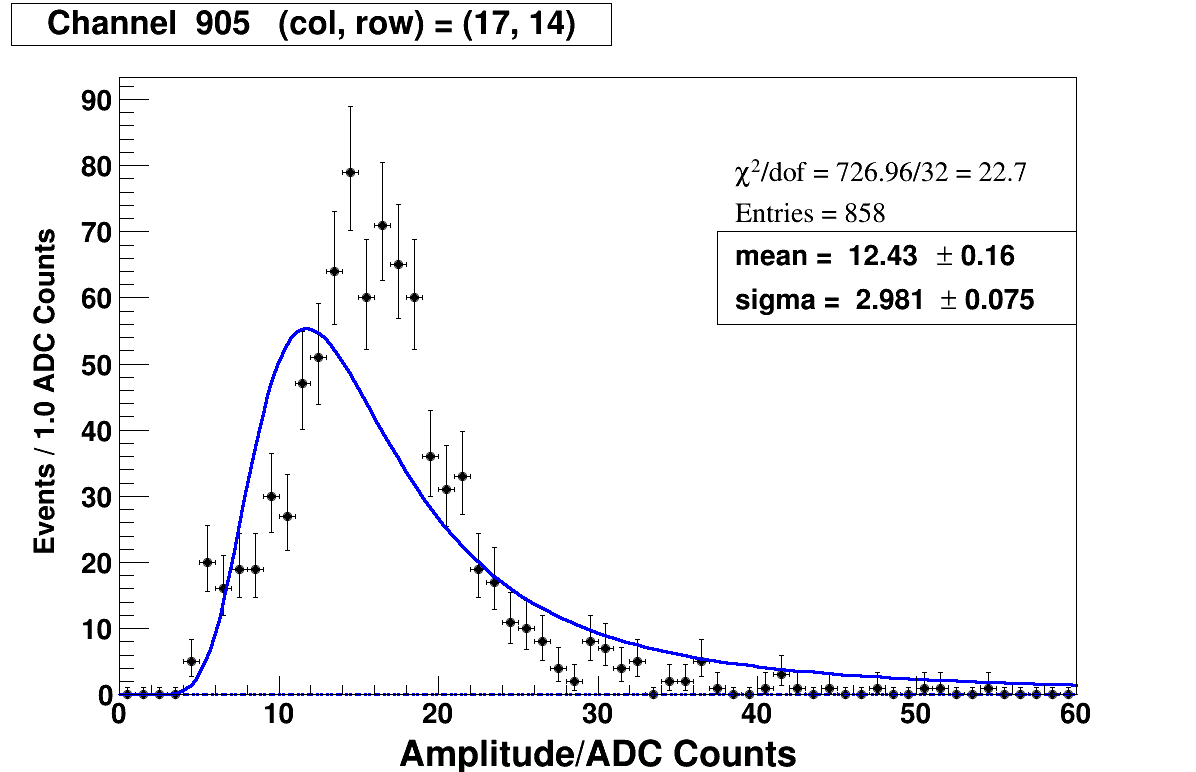 Channel 905 (col, row) = (17, 14)
90
80
70
60
50
40
30
20
10
0
Events / 1.0 ADC Counts
χ²/dof = 726.96/32 = 22.7
Entries = 858
mean = 12.43 ± 0.16
sigma = 2.981 ± 0.075
0 10 20 30 40 50 60
Amplitude/ADC Counts